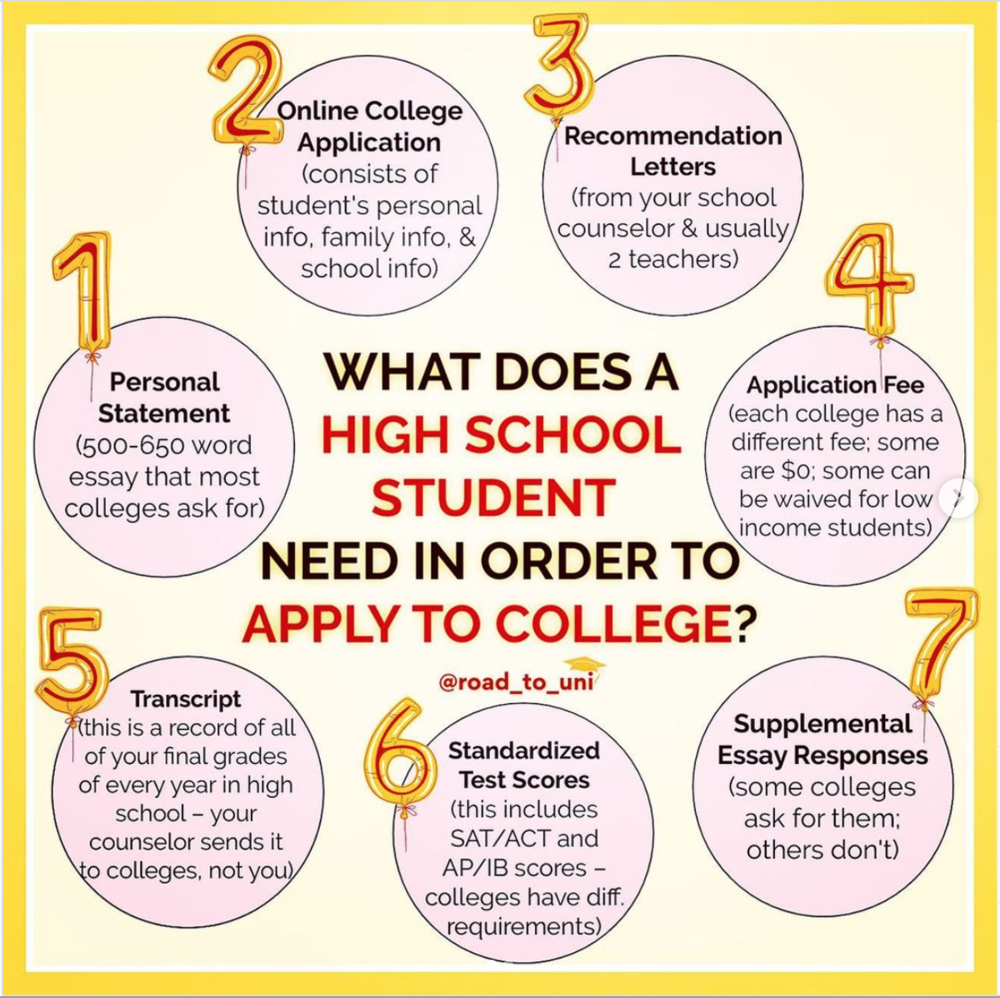 WHAT DOES A
HIGH SCHOOL
STUDENT
NEED IN ORDER TO
APPLY TO COLLEGE?
@road_to_uni
1
Personal
Statement
(500-650 word
essay that most
colleges ask for)
2
Online College
Application
(consists of
student's personal
info, family info, &
school info)
3
Recommendation
Letters
(from your school
counselor & usually
2 teachers)
4
Application Fee
(each college has a
different fee; some
are $0; some can
be waived for low
income students)
5
Transcript
(this is a record of all
of your final grades
of every year in high
school – your
counselor sends it
to colleges, not you)
6
Standardized
Test Scores
(this includes
SAT/ACT and
AP/IB scores –
colleges have diff.
requirements)
7
Supplemental
Essay Responses
(some colleges
ask for them;
others don't)